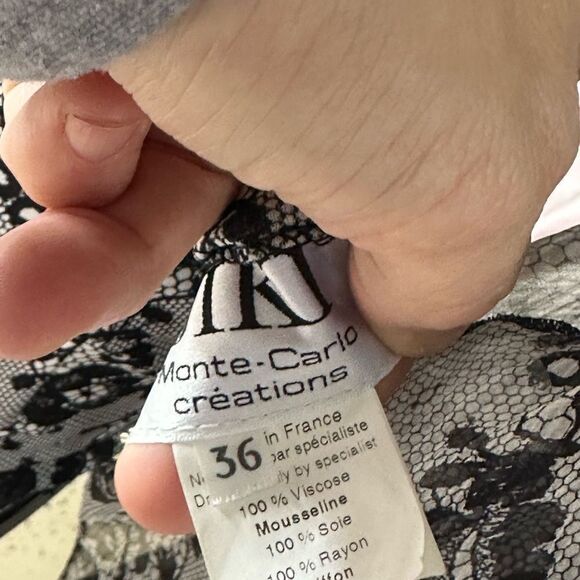 Monte-Carlo
créations
36
in France
par spécialiste
by specialist
100 % Viscose
Mousseline
100 % Soie
100 % Rayon